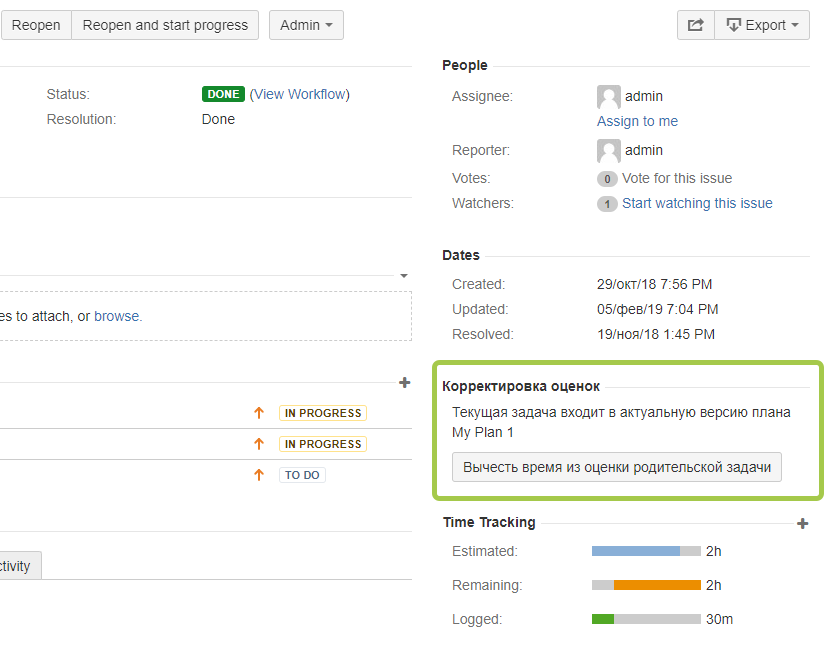 Reopen Reopen and start progress Admin Export
Status: DONE (View Workflow)
Resolution: Done
es to attach, or browse.
IN PROGRESS
IN PROGRESS
TO DO
ctivity
People
Assignee: admin
Assign to me
Reporter: admin
Votes: 0 Vote for this issue
Watchers: 1 Start watching this issue
Dates
Created: 29/окт/18 7:56 PM
Updated: 05/фев/19 7:04 PM
Resolved: 19/ноя/18 1:45 PM
Корректировка оценок
Текущая задача входит в актуальную версию плана
My Plan 1
Вычесть время из оценки родительской задачи
Time Tracking
Estimated: 2h
Remaining: 2h
Logged: 30m